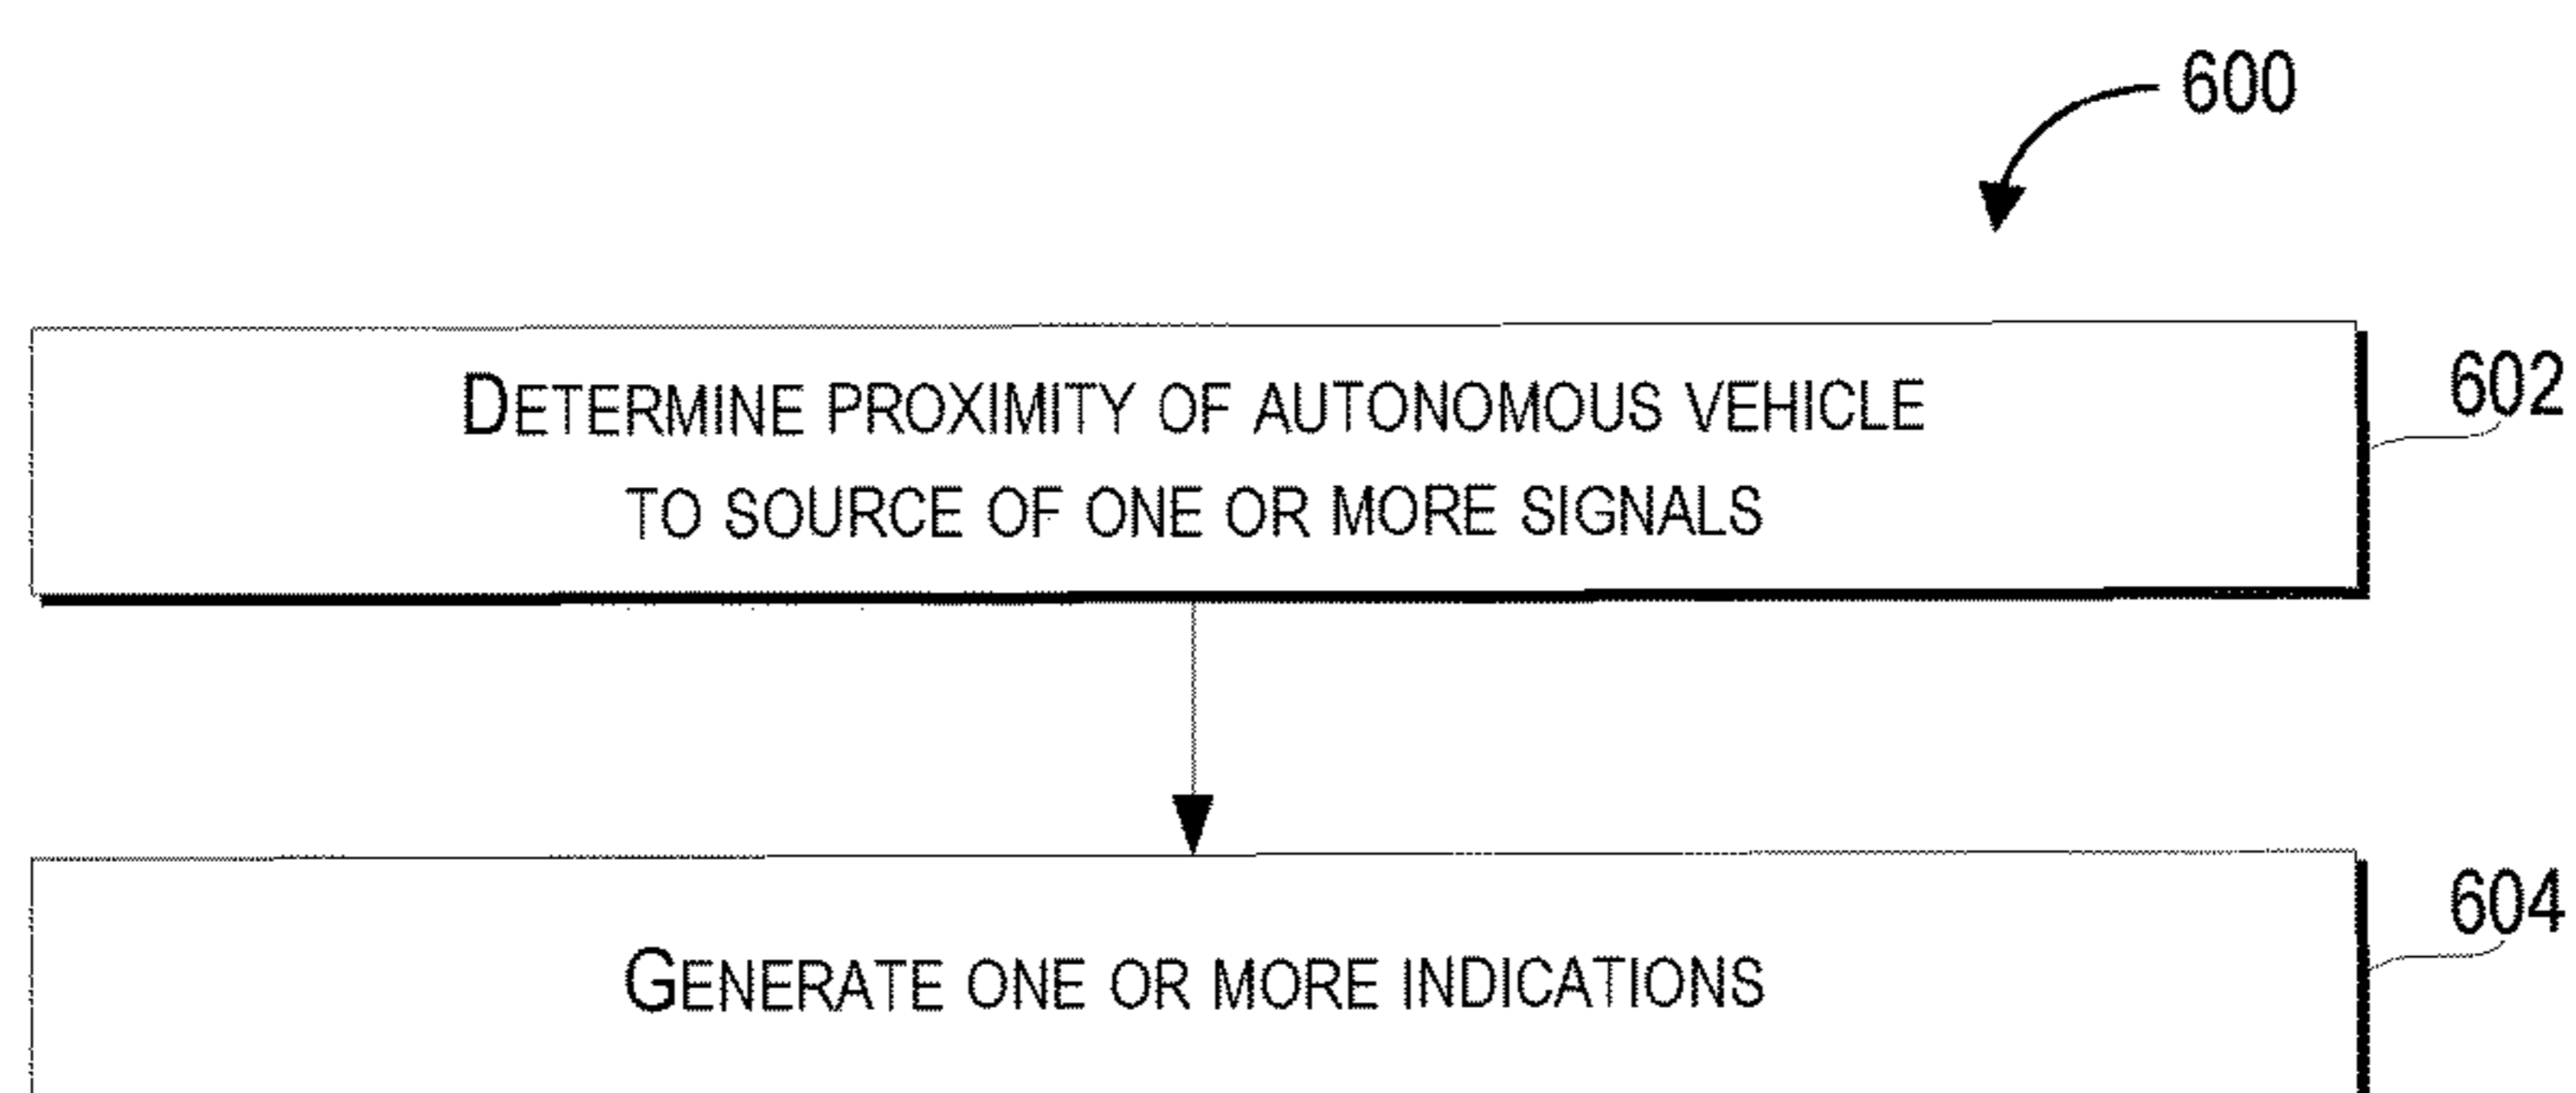 600
DETERMINE PROXIMITY OF AUTONOMOUS VEHICLE
TO SOURCE OF ONE OR MORE SIGNALS
602
GENERATE ONE OR MORE INDICATIONS
604